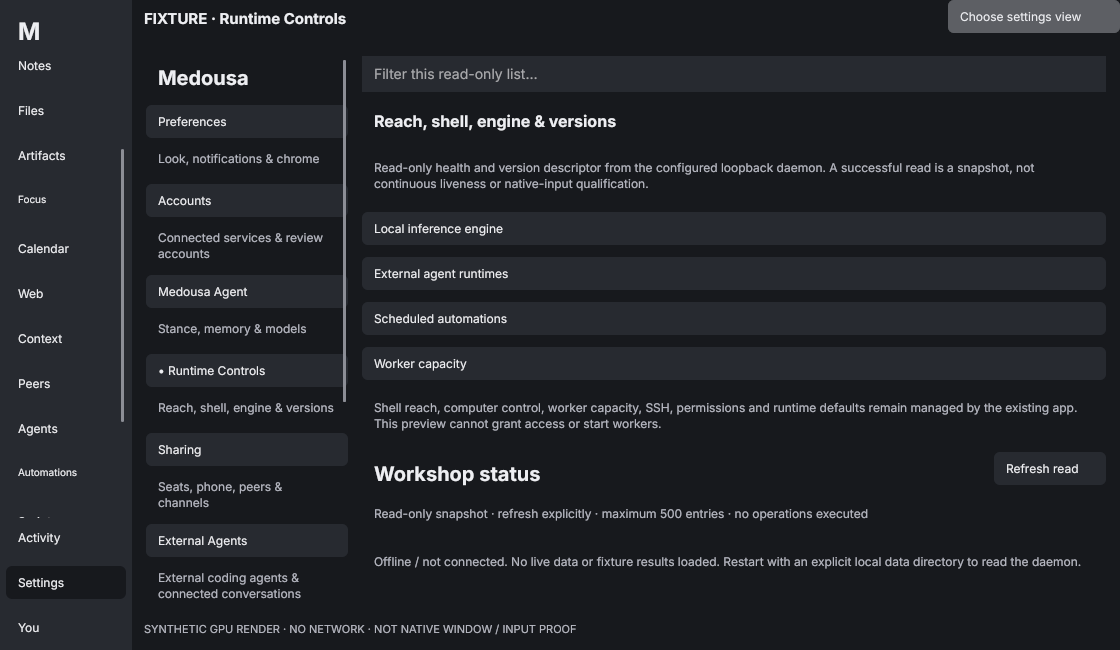 M
Notes
Files
Artifacts
Focus
Calendar
Web
Context
Peers
Agents
Automations
Activity
Settings
You
FIXTURE · Runtime Controls
Choose settings view
Medousa
Preferences
Look, notifications & chrome
Accounts
Connected services & review
accounts
Medousa Agent
Stance, memory & models
• Runtime Controls
Reach, shell, engine & versions
Sharing
Seats, phone, peers &
channels
External Agents
External coding agents &
connected conversations
Filter this read-only list...
Reach, shell, engine & versions
Read-only health and version descriptor from the configured loopback daemon. A successful read is a snapshot, not
continuous liveness or native-input qualification.
Local inference engine
External agent runtimes
Scheduled automations
Worker capacity
Shell reach, computer control, worker capacity, SSH, permissions and runtime defaults remain managed by the existing app.
This preview cannot grant access or start workers.
Workshop status
Refresh read
Read-only snapshot · refresh explicitly · maximum 500 entries · no operations executed
Offline / not connected. No live data or fixture results loaded. Restart with an explicit local data directory to read the daemon.
SYNTHETIC GPU RENDER · NO NETWORK · NOT NATIVE WINDOW / INPUT PROOF